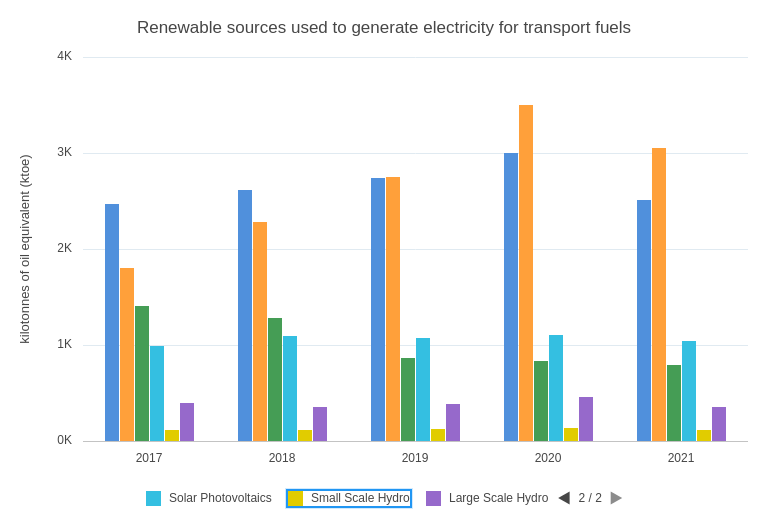 Renewable sources used to generate electricity for transport fuels
kilotonnes of oil equivalent (ktoe)
4K
3K
2K
1K
0K
2017 2018 2019 2020 2021
Solar Photovoltaics Small Scale Hydro Large Scale Hydro 2 / 2